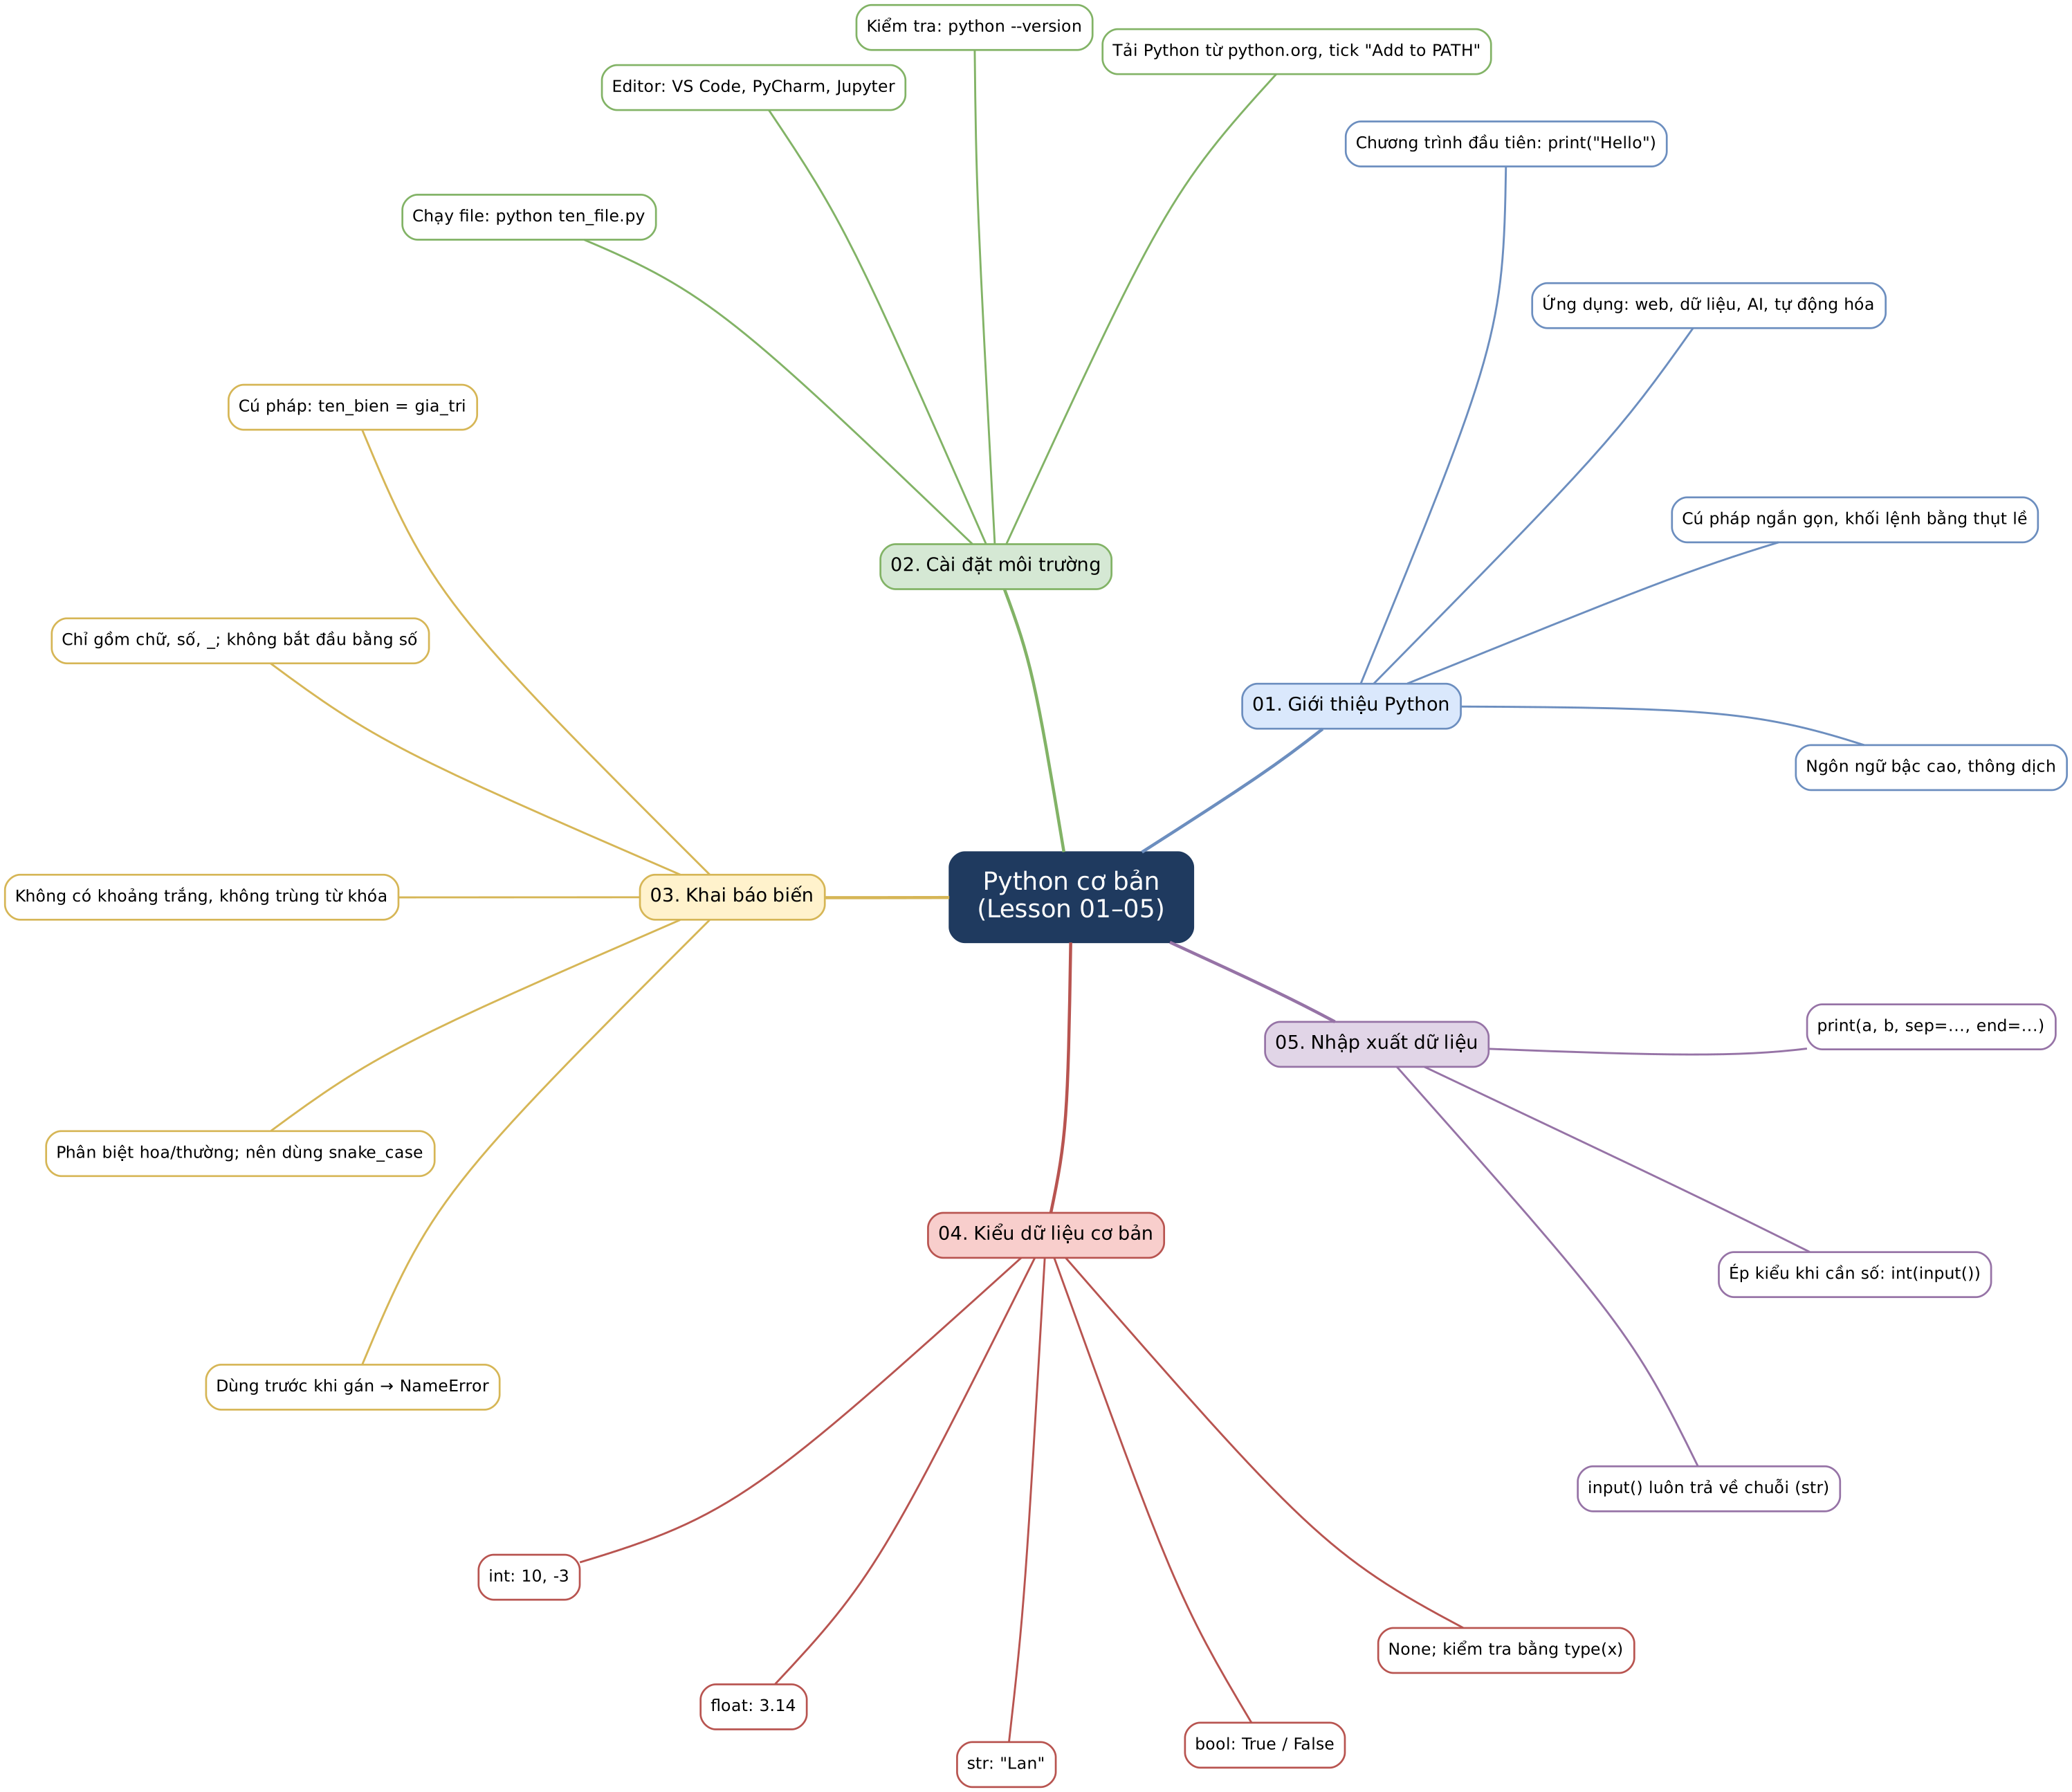 Kiểm tra: python --version
Tải Python từ python.org, tick "Add to PATH"
Editor: VS Code, PyCharm, Jupyter
Chương trình đầu tiên: print("Hello")
Chạy file: python ten_file.py
Ứng dụng: web, dữ liệu, AI, tự động hóa
Cú pháp: ten_bien = gia_tri
Cú pháp ngắn gọn, khối lệnh bằng thụt lề
02. Cài đặt môi trường
Chỉ gồm chữ, số, _; không bắt đầu bằng số
01. Giới thiệu Python
Ngôn ngữ bậc cao, thông dịch
Python cơ bản
(Lesson 01–05)
03. Khai báo biến
Không có khoảng trắng, không trùng từ khóa
print(a, b, sep=..., end=...)
05. Nhập xuất dữ liệu
Phân biệt hoa/thường; nên dùng snake_case
04. Kiểu dữ liệu cơ bản
Ép kiểu khi cần số: int(input())
Dùng trước khi gán → NameError
input() luôn trả về chuỗi (str)
int: 10, -3
None; kiểm tra bằng type(x)
float: 3.14
bool: True / False
str: "Lan"